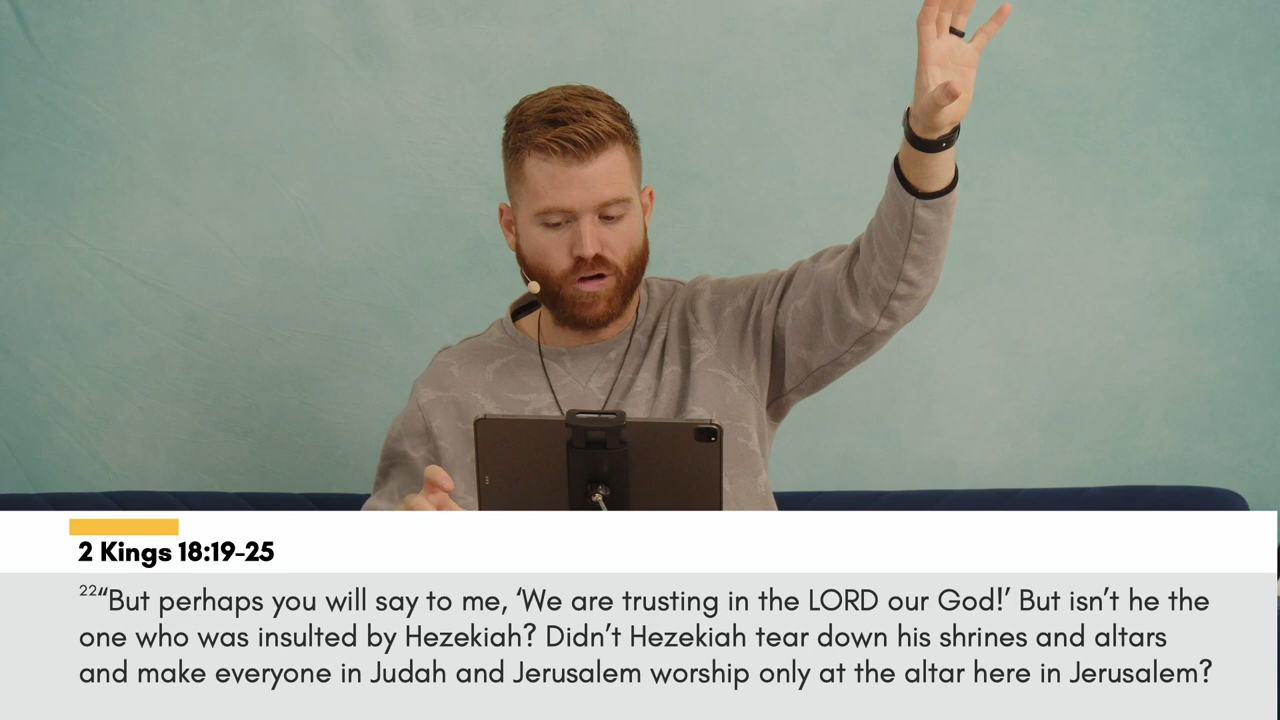 2 Kings 18:19-25
22“But perhaps you will say to me, ‘We are trusting in the LORD our God!’ But isn’t he the
one who was insulted by Hezekiah? Didn’t Hezekiah tear down his shrines and altars
and make everyone in Judah and Jerusalem worship only at the altar here in Jerusalem?